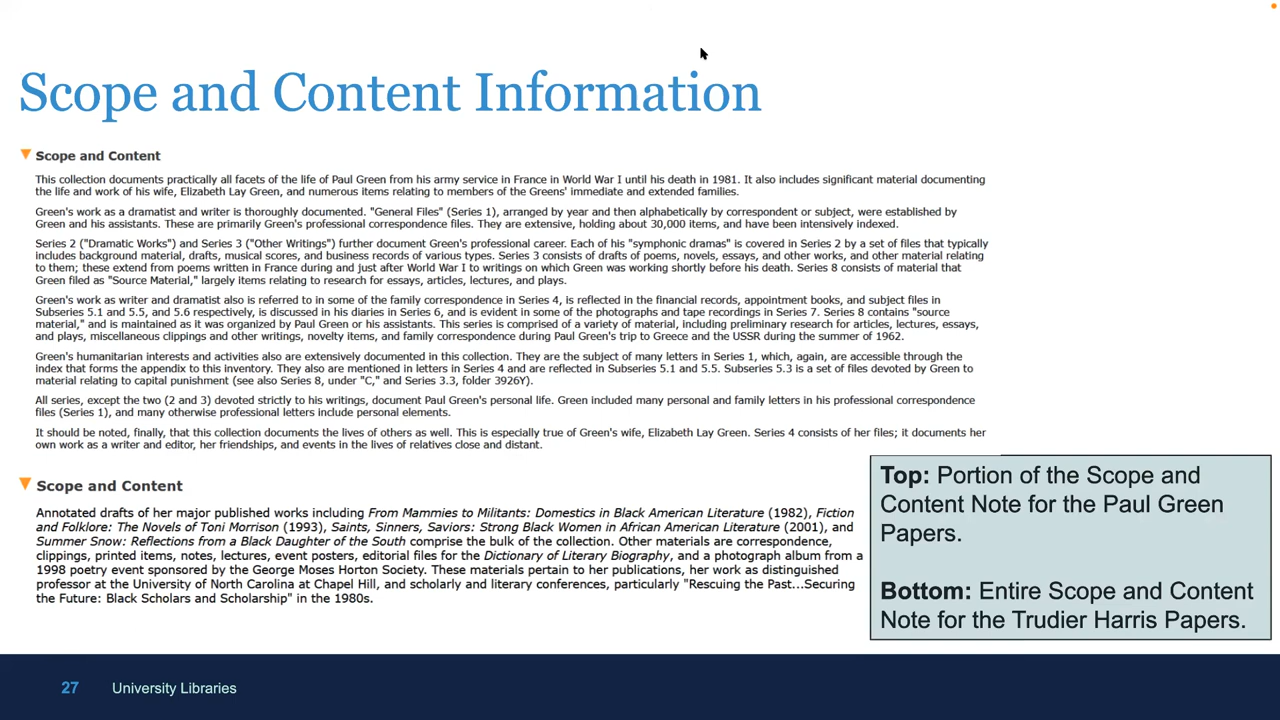 Scope and Content Information
Scope and Content
This collection documents practically all facets of the life of Paul Green from his army service in France in World War I until his death in 1981. It also includes significant material documenting
the life and work of his wife, Elizabeth Lay Green, and numerous items relating to members of the Greens' immediate and extended families.
Green's work as a dramatist and writer is thoroughly documented. "General Files" (Series 1), arranged by year and then alphabetically by correspondent or subject, were established by
Green and his assistants. These are primarily Green's professional correspondence files. They are extensive, holding about 30,000 items, and have been intensively indexed.
Series 2 ("Dramatic Works") and Series 3 ("Other Writings") further document Green's professional career. Each of his "symphonic dramas" is covered in Series 2 by a set of files that typically
includes background material, drafts, musical scores, and business records of various types. Series 3 consists of drafts of poems, novels, essays, and other works, and other material relating
to them; these extend from poems written in France during and just after World War I to writings on which Green was working shortly before his death. Series 8 consists of material that
Green filed as "Source Material," largely items relating to research for essays, articles, lectures, and plays.
Green's work as writer and dramatist also is referred to in some of the family correspondence in Series 4, is reflected in the financial records, appointment books, and subject files in
Subseries 5.1 and 5.5, and 5.6 respectively, is discussed in his diaries in Series 6, and is evident in some of the photographs and tape recordings in Series 7. Series 8 contains "source
material," and is maintained as it was organized by Paul Green or his assistants. This series is comprised of a variety of material, including preliminary research for articles, lectures, essays,
and plays, miscellaneous clippings and other writings, novelty items, and family correspondence during Paul Green's trip to Greece and the USSR during the summer of 1962.
Green's humanitarian interests and activities also are extensively documented in this collection. They are the subject of many letters in Series 1, which, again, are accessible through the
index that forms the appendix to this inventory. They also are mentioned in letters in Series 4 and are reflected in Subseries 5.1 and 5.5. Subseries 5.3 is a set of files devoted by Green to
material relating to capital punishment (see also Series 8, under "C," and Series 3.3, folder 3926Y).
All series, except the two (2 and 3) devoted strictly to his writings, document Paul Green's personal life. Green included many personal and family letters in his professional correspondence
files (Series 1), and many otherwise professional letters include personal elements.
It should be noted, finally, that this collection documents the lives of others as well. This is especially true of Green's wife, Elizabeth Lay Green. Series 4 consists of her files; it documents her
own work as a writer and editor, her friendships, and events in the lives of relatives close and distant.
Scope and Content
Annotated drafts of her major published works including From Mammies to Militants: Domestics in Black American Literature (1982), Fiction
and Folklore: The Novels of Toni Morrison (1993), Saints, Sinners, Saviors: Strong Black Women in African American Literature (2001), and
Summer Snow: Reflections from a Black Daughter of the South comprise the bulk of the collection. Other materials are correspondence,
clippings, printed items, notes, lectures, event posters, editorial files for the Dictionary of Literary Biography, and a photograph album from a
1998 poetry event sponsored by the George Moses Horton Society. These materials pertain to her publications, her work as distinguished
professor at the University of North Carolina at Chapel Hill, and scholarly and literary conferences, particularly "Rescuing the Past...Securing
the Future: Black Scholars and Scholarship" in the 1980s.
Top: Portion of the Scope and
Content Note for the Paul Green
Papers.
Bottom: Entire Scope and Content
Note for the Trudier Harris Papers.
27
University Libraries